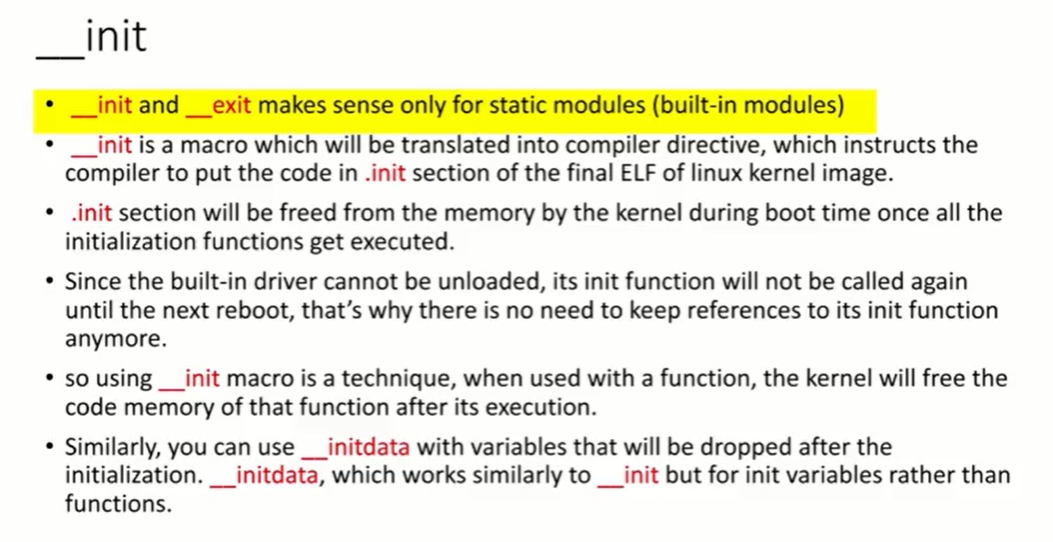 __init
• __init and __exit makes sense only for static modules (built-in modules)
• __init is a macro which will be translated into compiler directive, which instructs the
compiler to put the code in .init section of the final ELF of linux kernel image.
• .init section will be freed from the memory by the kernel during boot time once all the
initialization functions get executed.
• Since the built-in driver cannot be unloaded, its init function will not be called again
until the next reboot, that's why there is no need to keep references to its init function
anymore.
• so using __init macro is a technique, when used with a function, the kernel will free the
code memory of that function after its execution.
• Similarly, you can use __initdata with variables that will be dropped after the
initialization. __initdata, which works similarly to __init but for init variables rather than
functions.